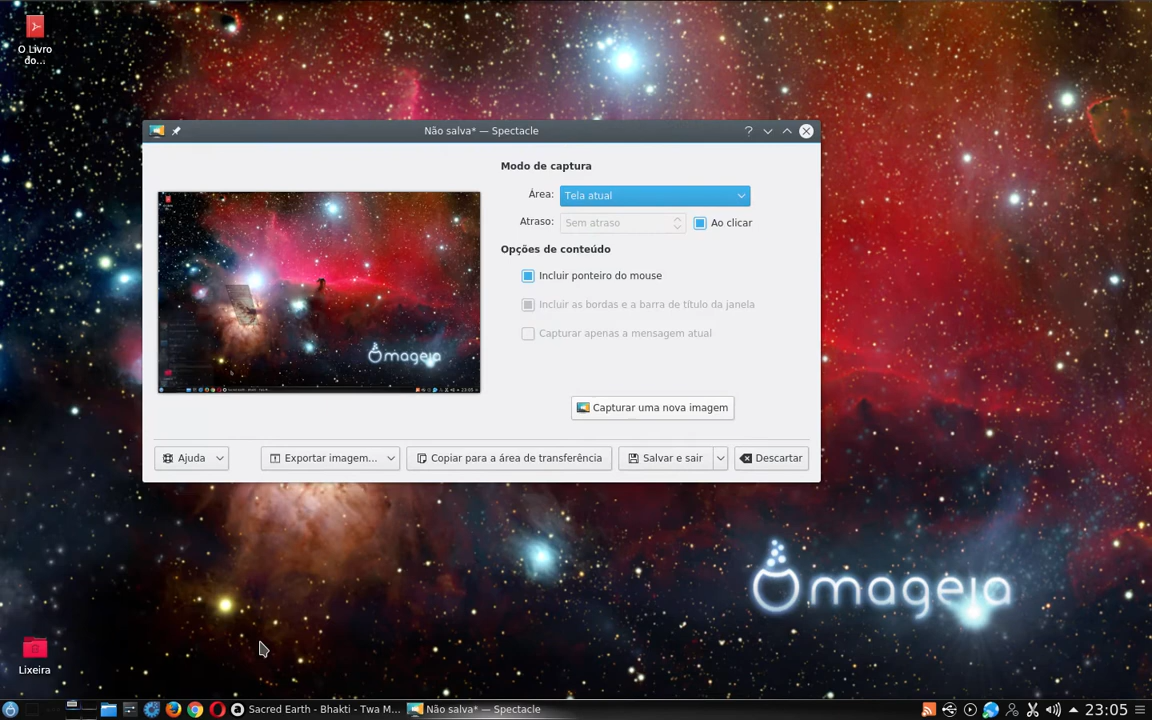 O Livro
do...
Não salva* — Spectacle
Modo de captura
Área: Tela atual
Atraso: Sem atraso Ao clicar
Opções de conteúdo
Incluir ponteiro do mouse
Incluir as bordas e a barra de título da janela
Capturar apenas a mensagem atual
mageia
Capturar uma nova imagem
Ajuda Exportar imagem... Copiar para a área de transferência Salvar e sair Descartar
mageia
Lixeira
Sacred Earth - Bhakti - Twa M... Não salva* — Spectacle 23:05